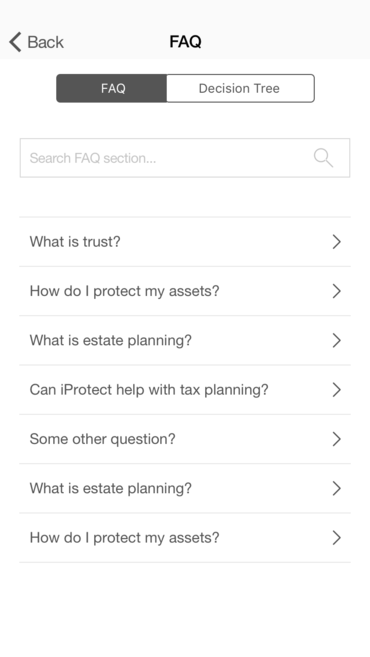 Back
FAQ
FAQ
Decision Tree
Search FAQ section...
What is trust?
How do I protect my assets?
What is estate planning?
Can iProtect help with tax planning?
Some other question?
What is estate planning?
How do I protect my assets?